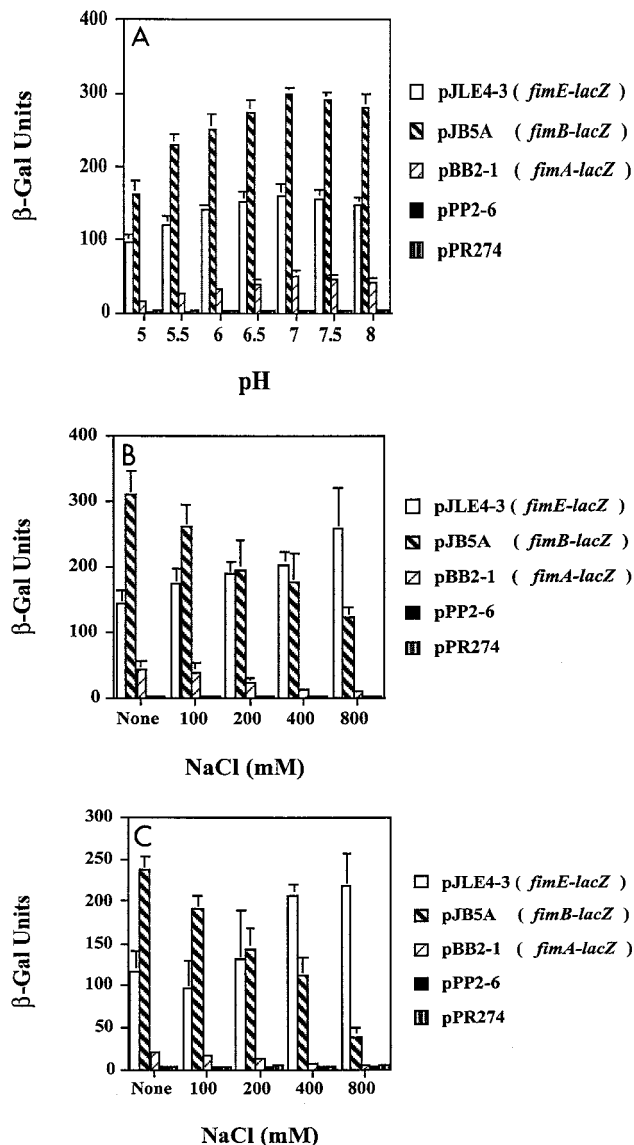 A
β-Gal Units
400
300
200
100
0
5 5.5 6 6.5 7 7.5 8
pH
pJLE4-3 ( fimE-lacZ )
pJB5A ( fimB-lacZ )
pBB2-1 ( fimA-lacZ )
pPP2-6
pPR274
B
β-Gal Units
400
300
200
100
0
None 100 200 400 800
NaCl (mM)
pJLE4-3 ( fimE-lacZ )
pJB5A ( fimB-lacZ )
pBB2-1 ( fimA-lacZ )
pPP2-6
pPR274
C
β-Gal Units
300
250
200
150
100
50
0
None 100 200 400 800
NaCl (mM)
pJLE4-3 ( fimE-lacZ )
pJB5A ( fimB-lacZ )
pBB2-1 ( fimA-lacZ )
pPP2-6
pPR274